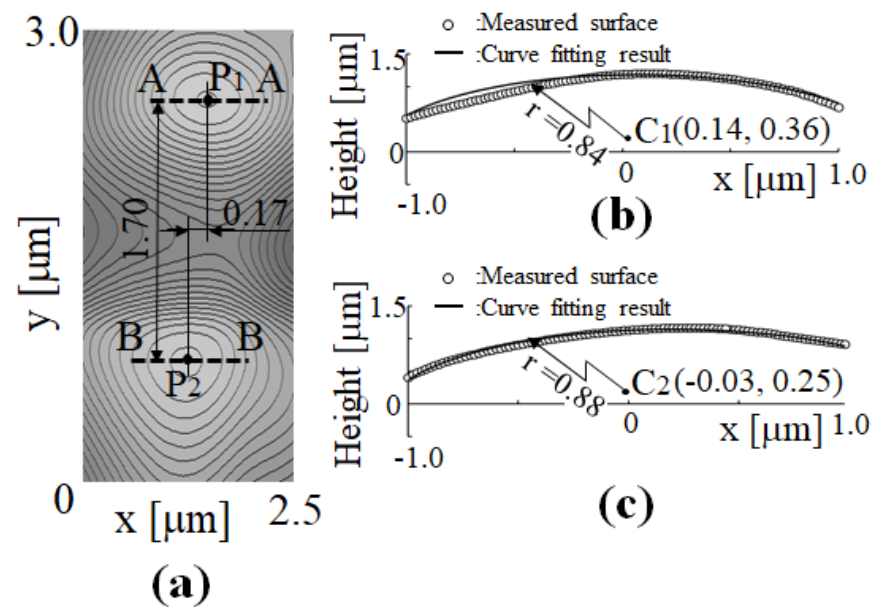 3.0
A P1 A
1.70
0.17
B B
P2
y [μm]
0
x [μm]
2.5
(a)
:Measured surface
:Curve fitting result
1.5
Height [μm]
0
r =0.84
C1(0.14, 0.36)
0
x [μm]
1.0
-1.0
(b)
:Measured surface
:Curve fitting result
1.5
Height [μm]
0
r =0.88
C2(-0.03, 0.25)
0
x [μm]
1.0
-1.0
(c)